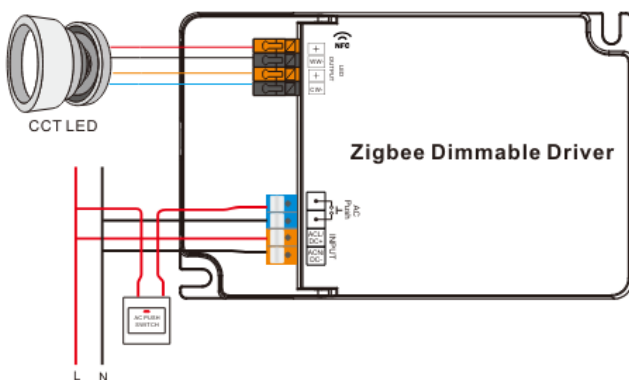 NFC
+
WW-
+
CW-
LED
OUTPUT
CCT LED
Zigbee Dimmable Driver
AC
Push
ACL/
DC+
ACN/
DC-
INPUT
AC PUSH
SWITCH
L
N